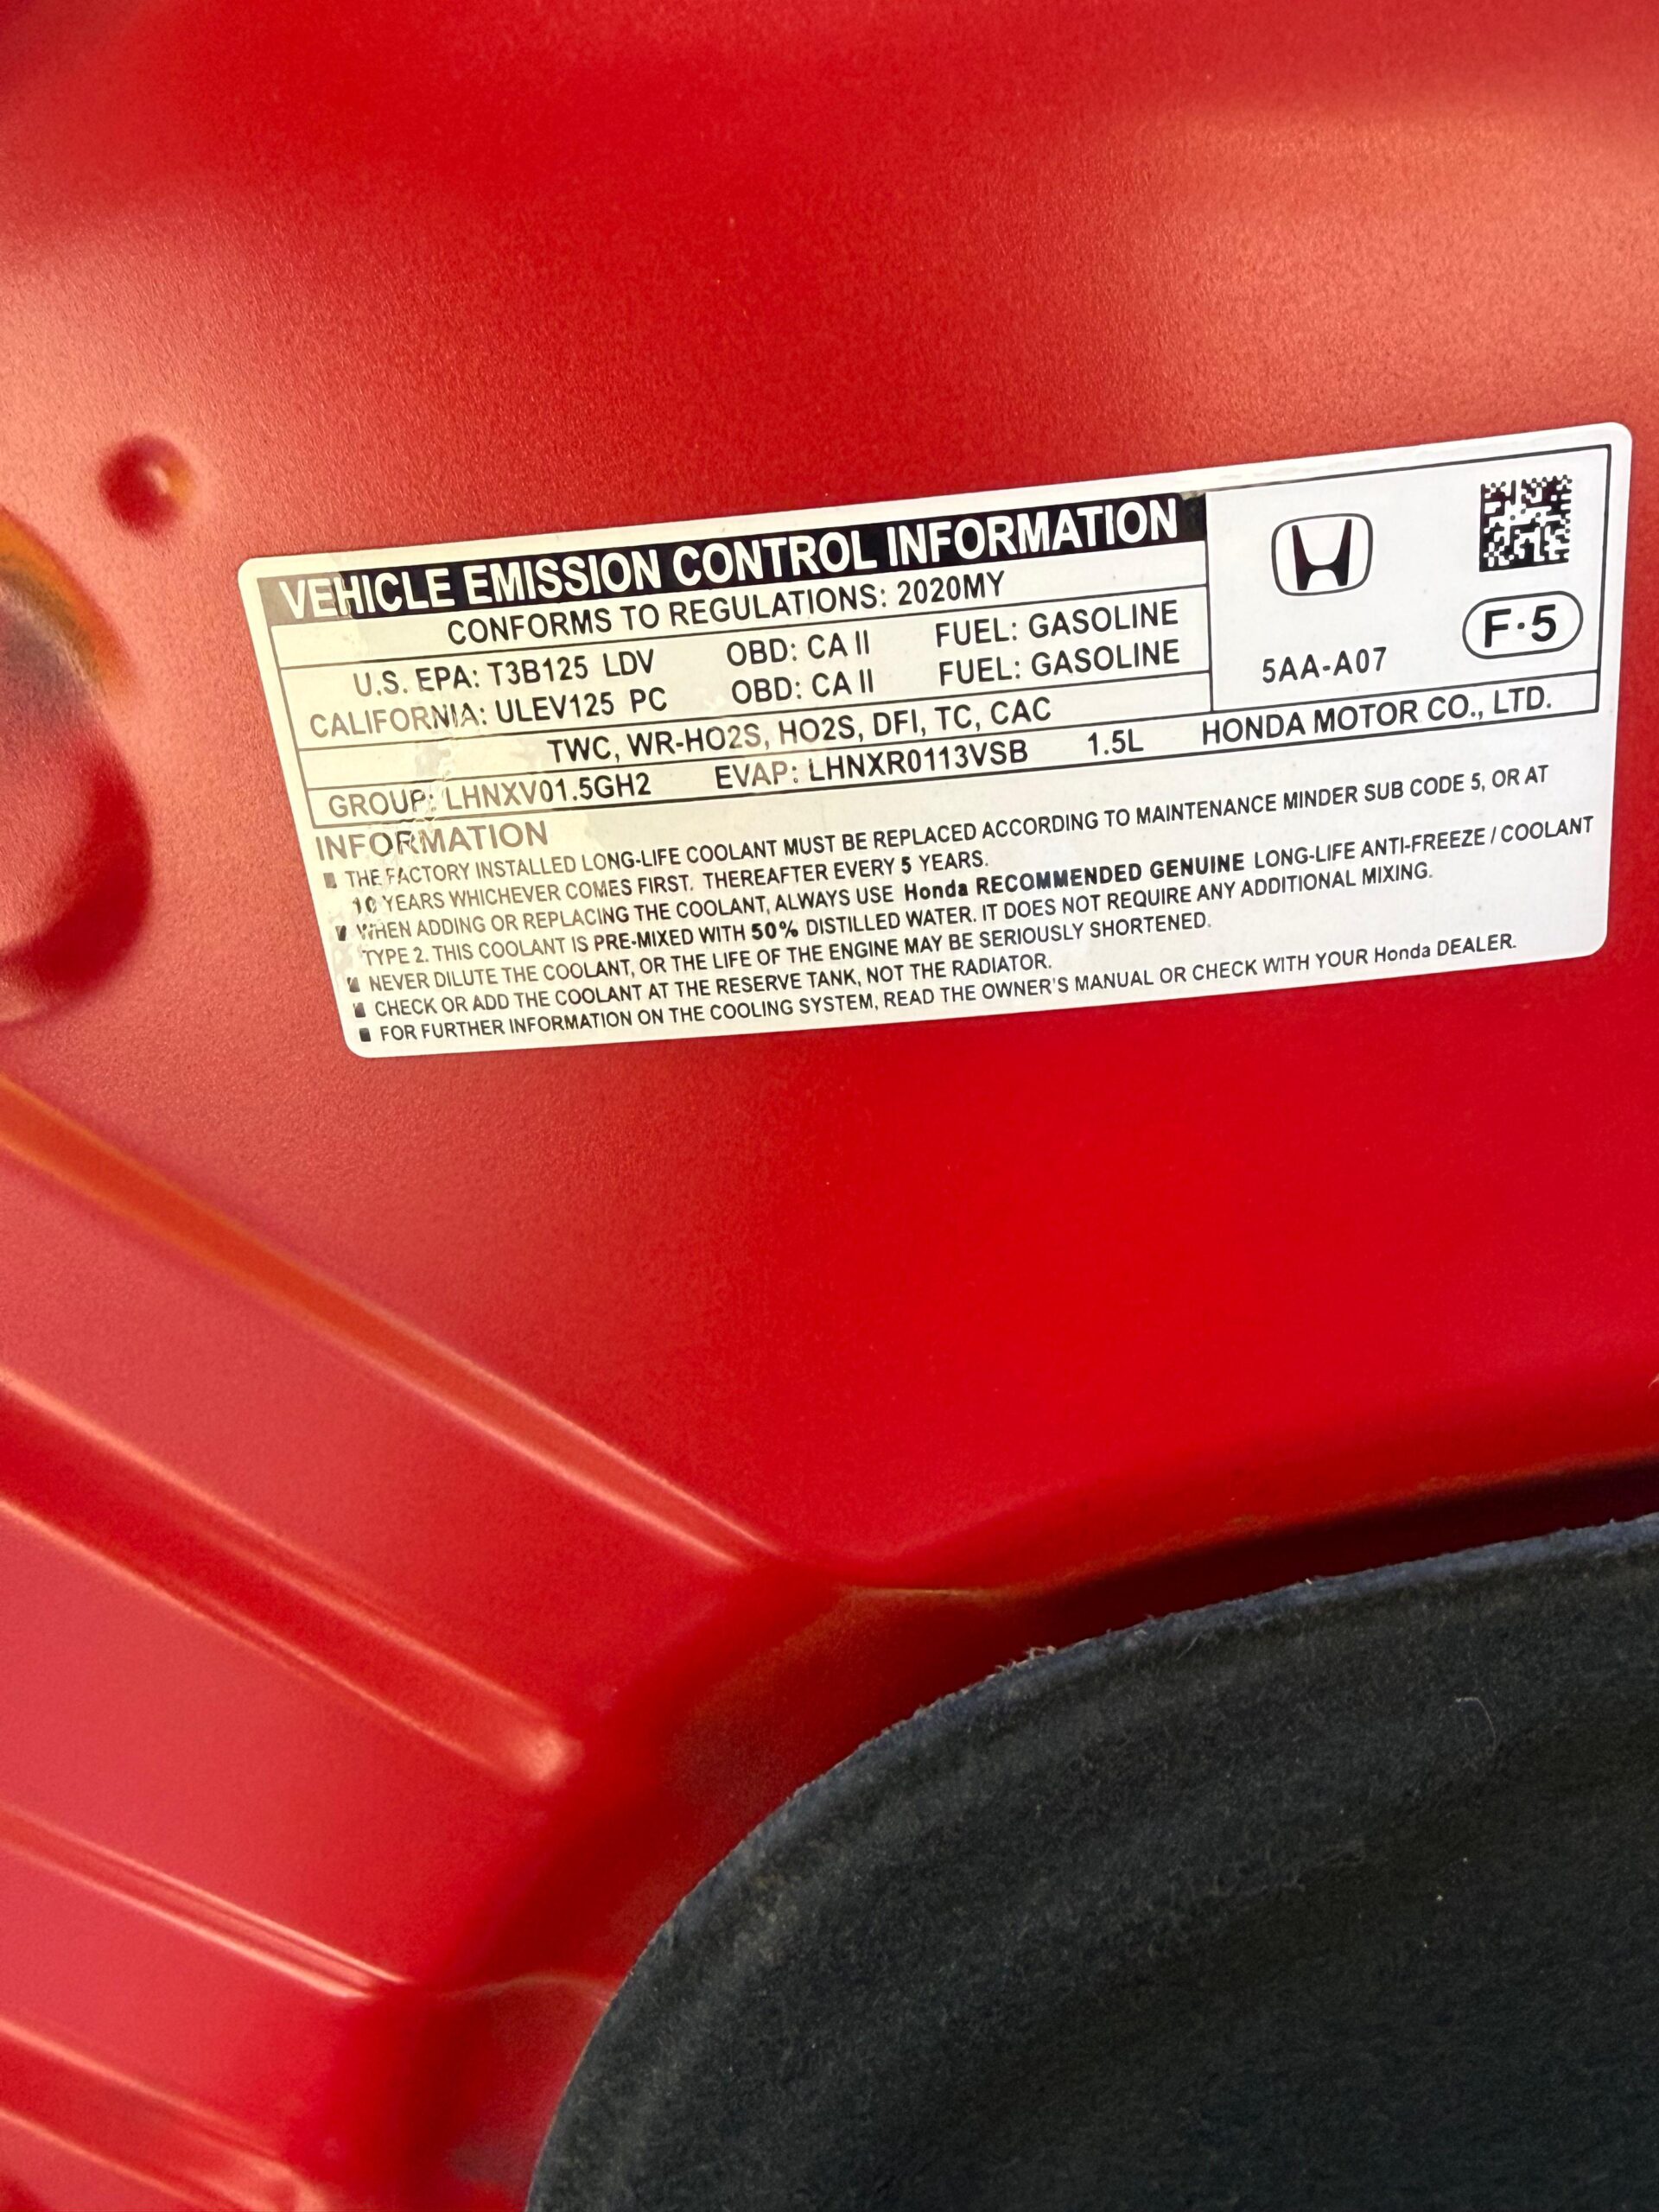 VEHICLE EMISSION CONTROL INFORMATION
CONFORMS TO REGULATIONS: 2020MY
U.S. EPA: T3B125 LDV OBD: CA II FUEL: GASOLINE
CALIFORNIA: ULEV125 PC OBD: CA II FUEL: GASOLINE
TWC, WR-HO2S, HO2S, DFI, TC, CAC
GROUP: LHNXV01.5GH2 EVAP: LHNXR0113VSB 1.5L HONDA MOTOR CO., LTD.
5AA-A07
F·5
INFORMATION
■ THE FACTORY INSTALLED LONG-LIFE COOLANT MUST BE REPLACED ACCORDING TO MAINTENANCE MINDER SUB CODE 5, OR AT
10 YEARS WHICHEVER COMES FIRST. THEREAFTER EVERY 5 YEARS.
■ WHEN ADDING OR REPLACING THE COOLANT, ALWAYS USE Honda RECOMMENDED GENUINE LONG-LIFE ANTI-FREEZE / COOLANT
TYPE 2. THIS COOLANT IS PRE-MIXED WITH 50% DISTILLED WATER. IT DOES NOT REQUIRE ANY ADDITIONAL MIXING.
■ NEVER DILUTE THE COOLANT, OR THE LIFE OF THE ENGINE MAY BE SERIOUSLY SHORTENED.
■ CHECK OR ADD THE COOLANT AT THE RESERVE TANK, NOT THE RADIATOR.
■ FOR FURTHER INFORMATION ON THE COOLING SYSTEM, READ THE OWNER'S MANUAL OR CHECK WITH YOUR Honda DEALER.